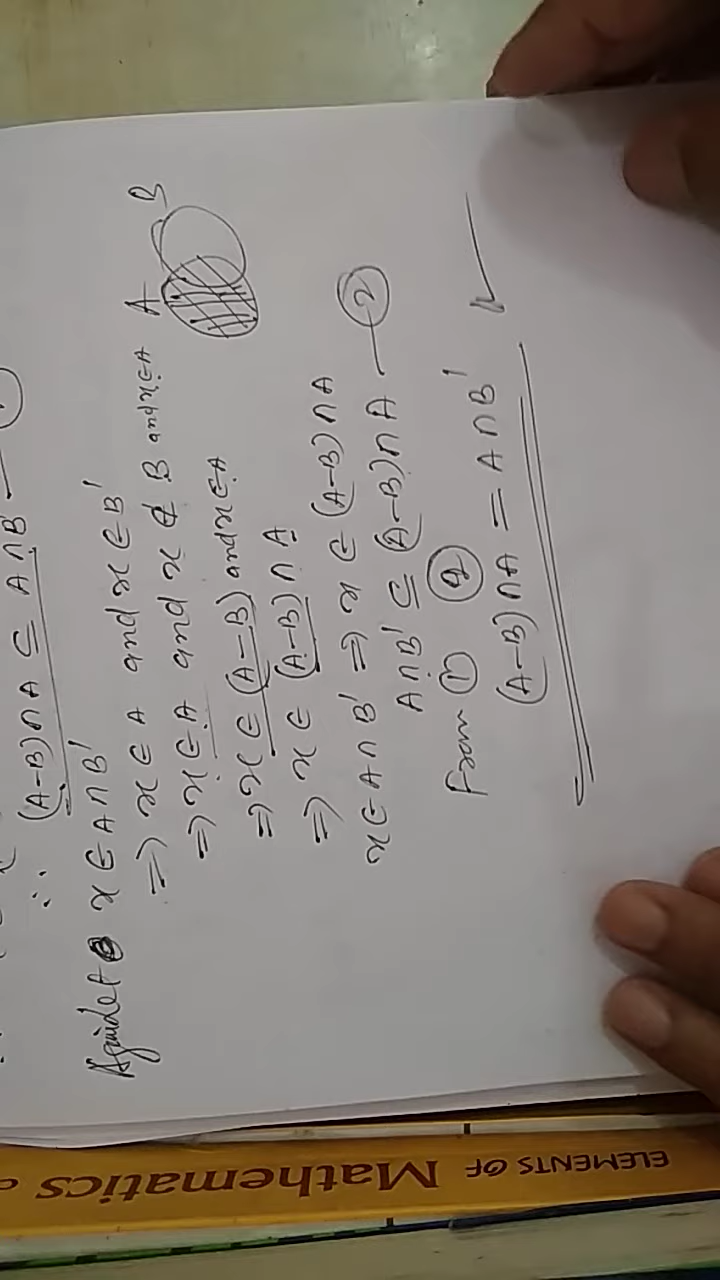 ∴ (A-B)∩A ⊆ A∩B'
Again let x ∈ A∩B'
⇒ x ∈ A and x ∈ B'
⇒ x ∈ A and x ∉ B and x ∈ A
⇒ x ∈ (A-B) and x ∈ A
⇒ x ∈ (A-B) ∩ A
x ∈ A∩B' ⇒ x ∈ (A-B) ∩ A
A∩B' ⊆ (A-B)∩A — ②
From ① ②
(A-B)∩A = A∩B'
A B
ELEMENTS OF Mathematics